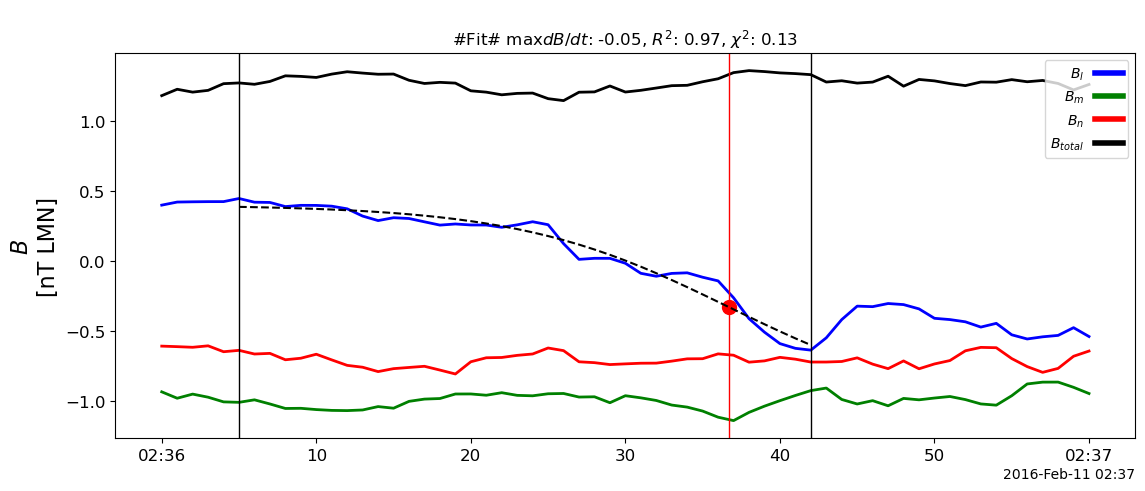 #Fit# maxdB/dt: -0.05, R²: 0.97, χ²: 0.13
B
[nT LMN]
1.0
0.5
0.0
−0.5
−1.0
B_l
B_m
B_n
B_total
02:36 10 20 30 40 50 02:37
2016-Feb-11 02:37